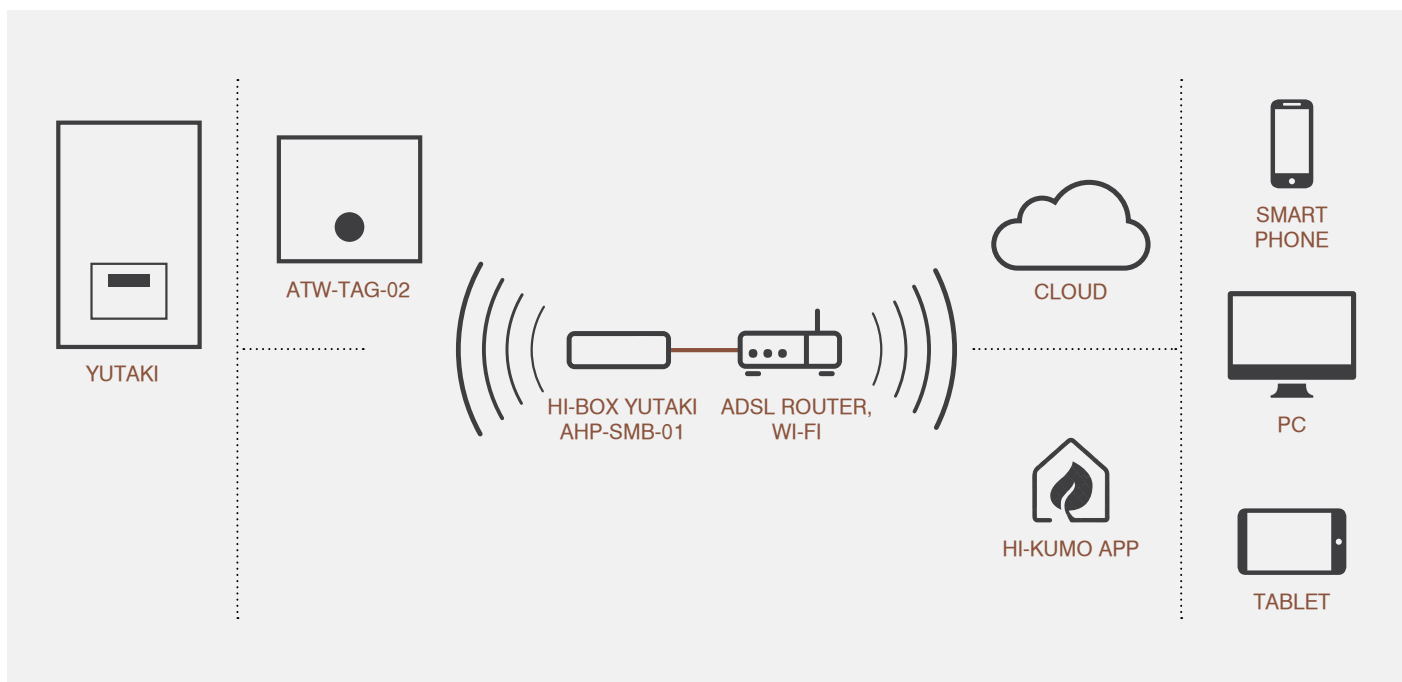 YUTAKI
ATW-TAG-02
HI-BOX YUTAKI
AHP-SMB-01
ADSL ROUTER,
WI-FI
CLOUD
HI-KUMO APP
SMART
PHONE
PC
TABLET